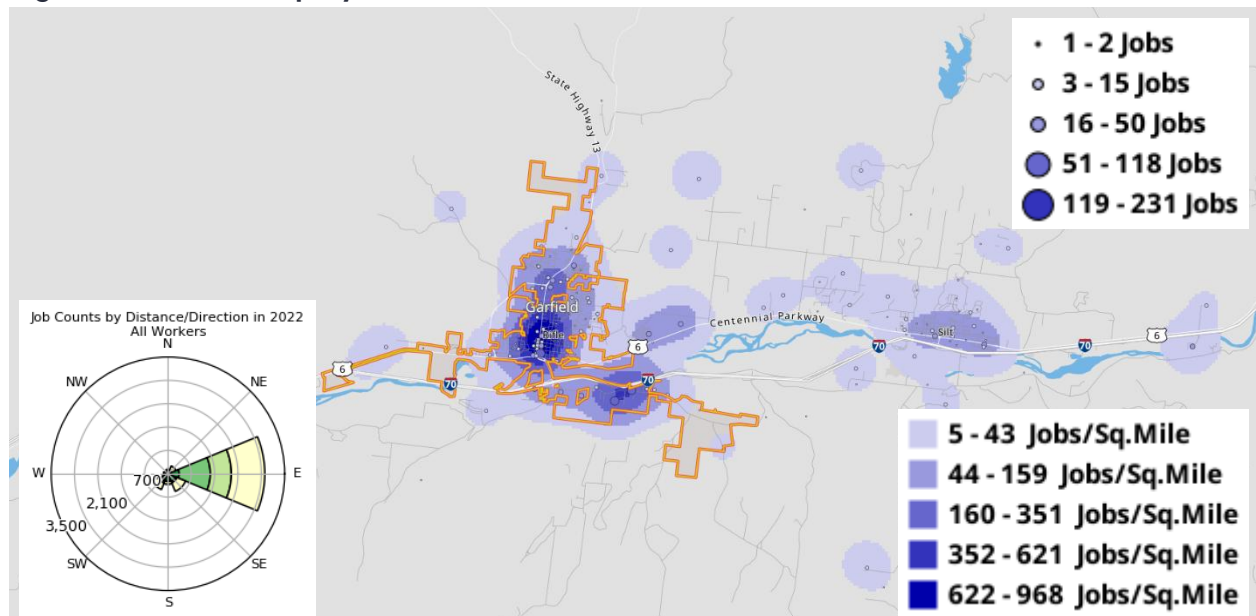 State Highway 13
1 - 2 Jobs
3 - 15 Jobs
16 - 50 Jobs
51 - 118 Jobs
119 - 231 Jobs
Garfield
Centennial Parkway
Silt
6
6
6
70
70
70
70
Job Counts by Distance/Direction in 2022
All Workers
N
NW
NE
W
E
700
2,100
3,500
SW
SE
S
5 - 43 Jobs/Sq.Mile
44 - 159 Jobs/Sq.Mile
160 - 351 Jobs/Sq.Mile
352 - 621 Jobs/Sq.Mile
622 - 968 Jobs/Sq.Mile